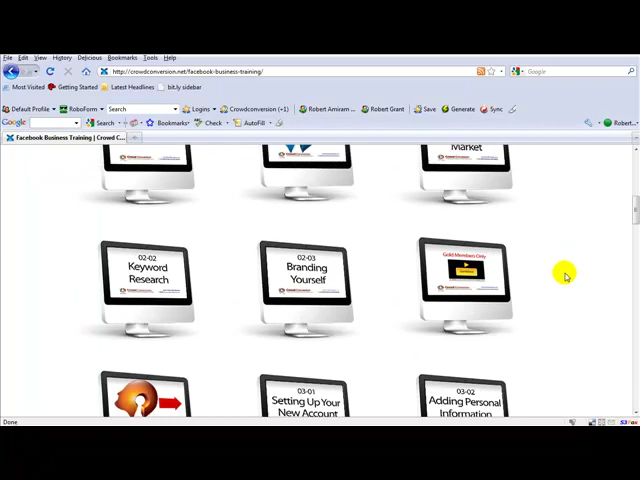 File Edit View History Delicious Bookmarks Tools Help
http://crowdconversion.net/facebook-business-training/
Google
Most Visited Getting Started Latest Headlines bit.ly sidebar
Default Profile RoboForm Search Logins Crowdconversion (+1) Robert Amiram ... Robert Grant Save Generate Sync
Google Search Bookmarks Check AutoFill Robert...
Facebook Business Training | Crowd C...
Market
02-02
Keyword
Research
02-03
Branding
Yourself
Gold Members Only
03-01
Setting Up Your
New Account
03-02
Adding Personal
Information
Done